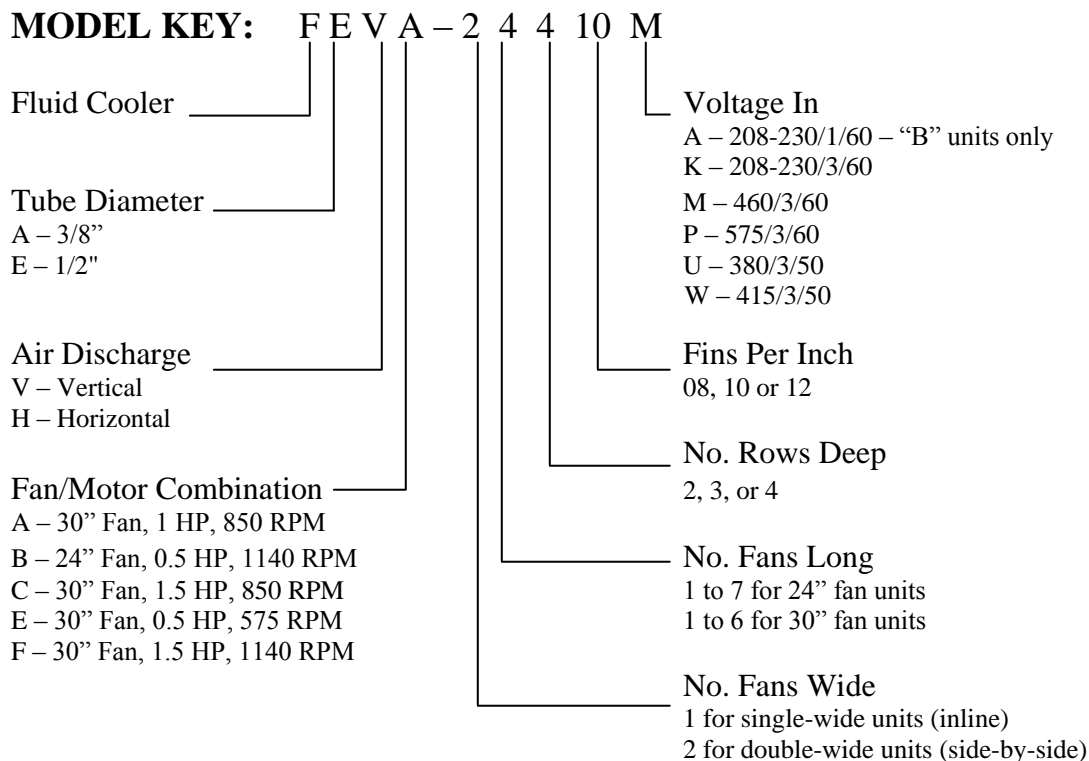 MODEL KEY: F E V A – 2 4 4 10 M
Fluid Cooler
Tube Diameter
A – 3/8”
E – 1/2"
Air Discharge
V – Vertical
H – Horizontal
Fan/Motor Combination
A – 30” Fan, 1 HP, 850 RPM
B – 24” Fan, 0.5 HP, 1140 RPM
C – 30” Fan, 1.5 HP, 850 RPM
E – 30” Fan, 0.5 HP, 575 RPM
F – 30” Fan, 1.5 HP, 1140 RPM
Voltage In
A – 208-230/1/60 – “B” units only
K – 208-230/3/60
M – 460/3/60
P – 575/3/60
U – 380/3/50
W – 415/3/50
Fins Per Inch
08, 10 or 12
No. Rows Deep
2, 3, or 4
No. Fans Long
1 to 7 for 24” fan units
1 to 6 for 30” fan units
No. Fans Wide
1 for single-wide units (inline)
2 for double-wide units (side-by-side)